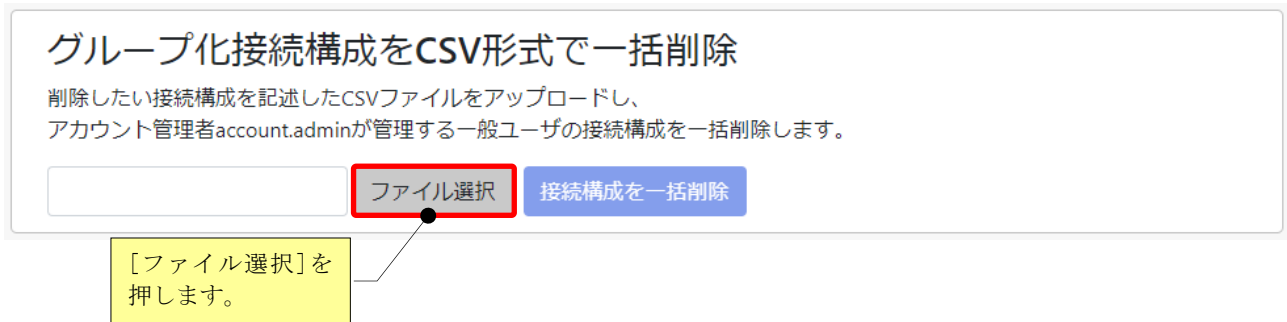 グループ化接続構成をCSV形式で一括削除
削除したい接続構成を記述したCSVファイルをアップロードし、
アカウント管理者account.adminが管理する一般ユーザの接続構成を一括削除します。
ファイル選択
接続構成を一括削除
[ファイル選択]を
押します。